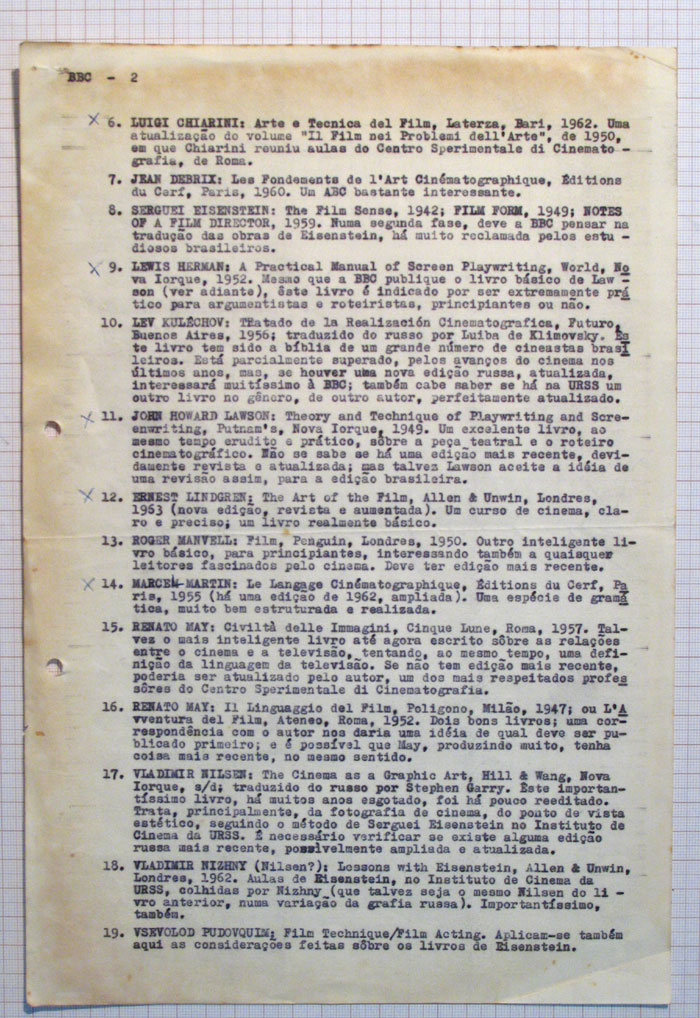 BBC - 2
x 6. LUIGI CHIARINI: Arte e Tecnica del Film, Laterza, Bari, 1962. Uma
atualização do volume "Il Film nei Problemi dell'Arte", de 1950,
em que Chiarini reuniu aulas do Centro Sperimentale di Cinemato -
grafia, de Roma.
7. JEAN DEBRIX: Les Fondements de l'Art Cinématographique, Éditions
du Cerf, Paris, 1960. Um ABC bastante interessante.
8. SERGUEI EISENSTEIN: The Film Sense, 1942; FILM FORM, 1949; NOTES
OF A FILM DIRECTOR, 1959. Numa segunda fase, deve a BBC pensar na
tradução das obras de Eisenstein, há muito reclamada pelos estu -
diosos brasileiros.
x 9. LEWIS HERMAN: A Practical Manual of Screen Playwriting, World, No
va Iorque, 1952. Mesmo que a BBC publique o livro básico de Law -
son (ver adiante), êste livro é indicado por ser extremamente prá
tico para argumentistas e roteiristas, principiantes ou não.
10. LEV KULÉCHOV: TRatado de la Realización Cinematografica, Futuro,
Buenos Aires, 1956; traduzido do russo por Luiba de Klimovsky. Ês
te livro tem sido a bíblia de um grande número de cineastas brasi
leiros. Está parcialmente superado, pelos avanços do cinema nos
últimos anos, mas, se houver uma nova edição russa, atualizada,
interessará muitíssimo à BBC; também cabe saber se há na URSS um
outro livro no gênero, de outro autor, perfeitamente atualizado.
x 11. JOHN HOWARD LAWSON: Theory and Technique of Playwriting and Scre-
enwriting, Putnam's, Nova Iorque, 1949. Um excelente livro, ao
mesmo tempo erudito e prático, sôbre a peça teatral e o roteiro
cinematográfico. Não se sabe se há uma edição mais recente, devi-
damente revista e atualizada; mas talvez Lawson aceite a idéia de
uma revisão assim, para a edição brasileira.
x 12. ERNEST LINDGREN: The Art of the Film, Allen & Unwin, Londres,
1963 (nova edição, revista e aumentada). Um curso de cinema, cla-
ro e preciso; um livro realmente básico.
13. ROGER MANVELL: Film, Penguin, Londres, 1950. Outro inteligente li-
vro básico, para principiantes, interessando também a quaisquer
leitores fascinados pelo cinema. Deve ter edição mais recente.
x 14. MARCEL MARTIN: Le Langage Cinématographique, Éditions du Cerf, Pa
ris, 1955 (há uma edição de 1962, ampliada). Uma espécie de gramá
tica, muito bem estruturada e realizada.
15. RENATO MAY: Civiltà delle Immagini, Cinque Lune, Roma, 1957. Tal-
vez o mais inteligente livro até agora escrito sôbre as relações
entre o cinema e a televisão, tentando, ao mesmo tempo, uma defi-
nição da linguagem da televisão. Se não tem edição mais recente,
poderia ser atualizado pelo autor, um dos mais respeitados profes
sôres do Centro Sperimentale di Cinematografia.
16. RENATO MAY: Il Linguaggio del Film, Poligono, Milão, 1947; ou L'A
vventura del Film, Ateneo, Roma, 1952. Dois bons livros; uma cor-
respondência com o autor nos daria uma idéia de qual deve ser pu-
blicado primeiro; e é possível que May, produzindo muito, tenha
coisa mais recente, no mesmo sentido.
17. VLADIMIR NILSEN: The Cinema as a Graphic Art, Hill & Wang, Nova
Iorque, s/d; traduzido do russo por Stephen Garry. Êste importan-
tíssimo livro, há muitos anos esgotado, foi há pouco reeditado.
Trata, principalmente, da fotografia de cinema, do ponto de vista
estético, seguindo o método de Serguei Eisenstein no Instituto de
Cinema da URSS. É necessário verificar se existe alguma edição
russa mais recente, possivelmente ampliada e atualizada.
18. VLADIMIR NIZHNY (Nilsen?): Lessons with Eisenstein, Allen & Unwin,
Londres, 1962. Aulas de Eisenstein, no Instituto de Cinema da
URSS, colhidas por Nizhny (que talvez seja o mesmo Nilsen do li -
vro anterior, numa variação da grafia russa). Importantíssimo,
também.
19. VSEVOLOD PUDOVQUIM: Film Technique/Film Acting. Aplicam-se também
aqui as considerações feitas sôbre os livros de Eisenstein.